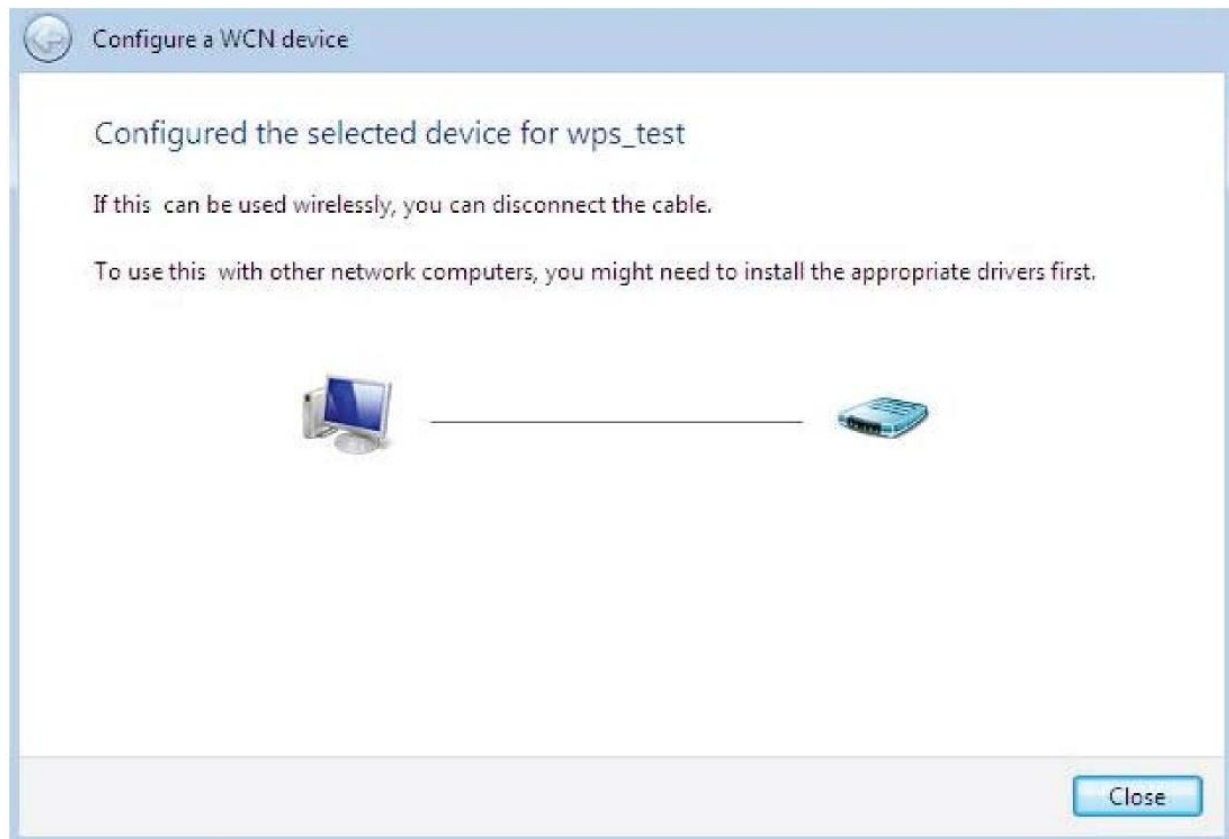 Configure a WCN device
Configured the selected device for wps_test
If this can be used wirelessly, you can disconnect the cable.
To use this with other network computers, you might need to install the appropriate drivers first.
Close